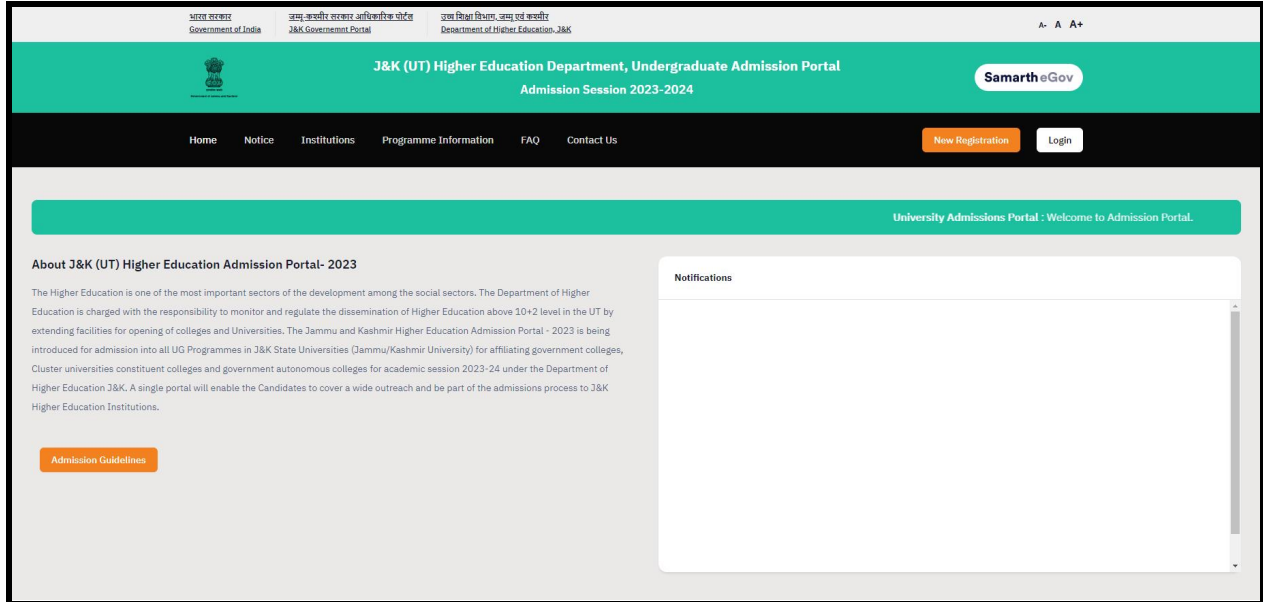 भारत सरकार
Government of India
जम्मू-कश्मीर सरकार आधिकारिक पोर्टल
J&K Governemnt Portal
उच्च शिक्षा विभाग, जम्मू एवं कश्मीर
Department of Higher Education, J&K
A- A A+
J&K (UT) Higher Education Department, Undergraduate Admission Portal
Admission Session 2023-2024
Samarth eGov
Home Notice Institutions Programme Information FAQ Contact Us New Registration Login
University Admissions Portal : Welcome to Admission Portal.
About J&K (UT) Higher Education Admission Portal- 2023
The Higher Education is one of the most important sectors of the development among the social sectors. The Department of Higher
Education is charged with the responsibility to monitor and regulate the dissemination of Higher Education above 10+2 level in the UT by
extending facilities for opening of colleges and Universities. The Jammu and Kashmir Higher Education Admission Portal - 2023 is being
introduced for admission into all UG Programmes in J&K State Universities (Jammu/Kashmir University) for affiliating government colleges,
Cluster universities constituent colleges and government autonomous colleges for academic session 2023-24 under the Department of
Higher Education J&K. A single portal will enable the Candidates to cover a wide outreach and be part of the admissions process to J&K
Higher Education Institutions.
Admission Guidelines
Notifications